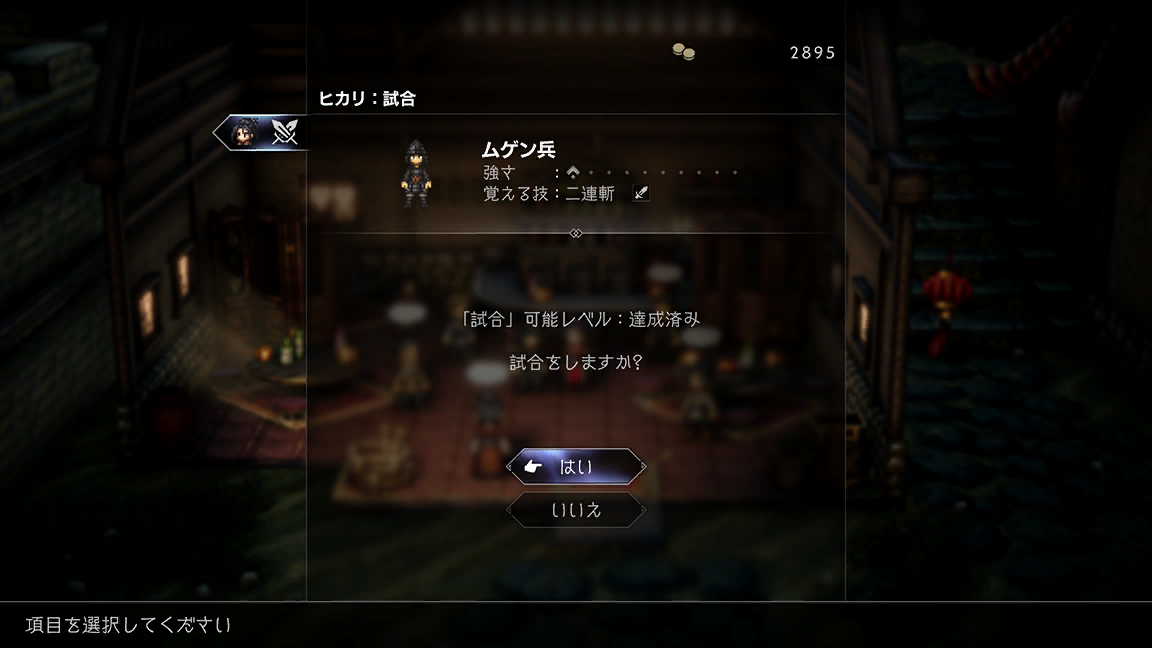 2895
ヒカリ：試合
ムゲン兵
強さ　：
覚える技：二連斬
「試合」可能レベル：達成済み
試合をしますか?
はい
いいえ
項目を選択してください